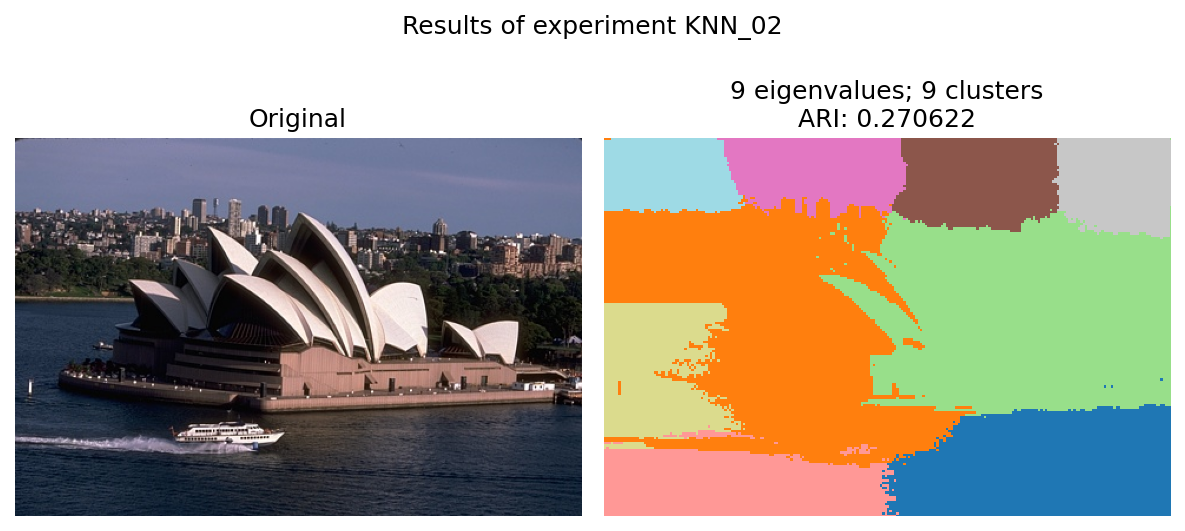 Results of experiment KNN_02
Original
9 eigenvalues; 9 clusters
ARI: 0.270622